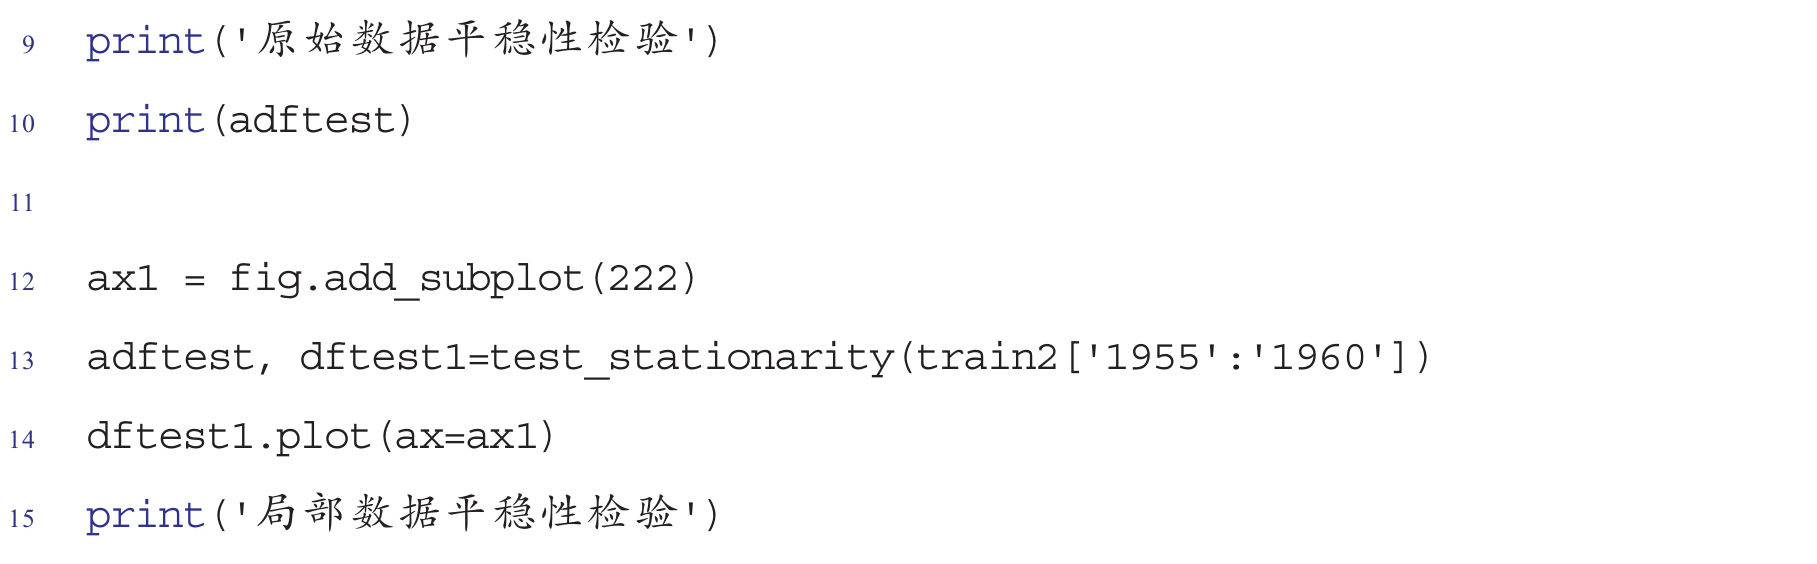 9 print('原始数据平稳性检验')
10 print(adftest)
11
12 ax1 = fig.add_subplot(222)
13 adftest, dftest1=test_stationarity(train2['1955':'1960'])
14 dftest1.plot(ax=ax1)
15 print('局部数据平稳性检验')